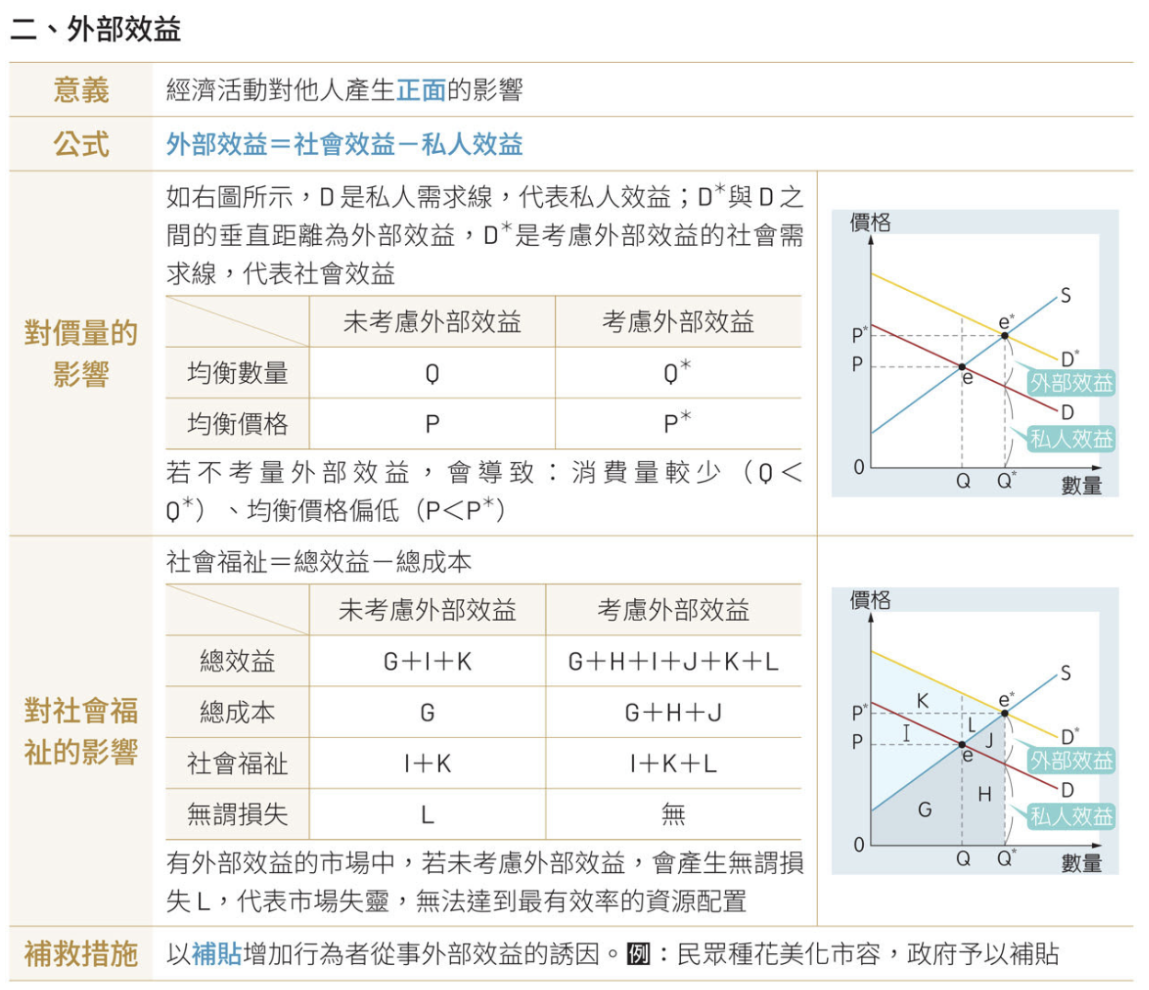 二、外部效益
意義
經濟活動對他人產生正面的影響
公式
外部效益＝社會效益－私人效益
對價量的
影響
如右圖所示，D 是私人需求線，代表私人效益；D*與 D 之
間的垂直距離為外部效益，D*是考慮外部效益的社會需
求線，代表社會效益
未考慮外部效益 考慮外部效益
均衡數量 Q Q*
均衡價格 P P*
若不考量外部效益，會導致：消費量較少（Q＜
Q*）、均衡價格偏低（P＜P*）
價格
S
e*
P*
P
D*
e
外部效益
D
私人效益
0
Q Q*
數量
對社會福
祉的影響
社會福祉＝總效益－總成本
未考慮外部效益 考慮外部效益
總效益 G＋I＋K G＋H＋I＋J＋K＋L
總成本 G G＋H＋J
社會福祉 I＋K I＋K＋L
無謂損失 L 無
有外部效益的市場中，若未考慮外部效益，會產生無謂損
失 L，代表市場失靈，無法達到最有效率的資源配置
價格
S
K
e*
P*
I
L
P
J
D*
e
外部效益
D
H
G
私人效益
0
Q Q*
數量
補救措施
以補貼增加行為者從事外部效益的誘因。例：民眾種花美化市容，政府予以補貼